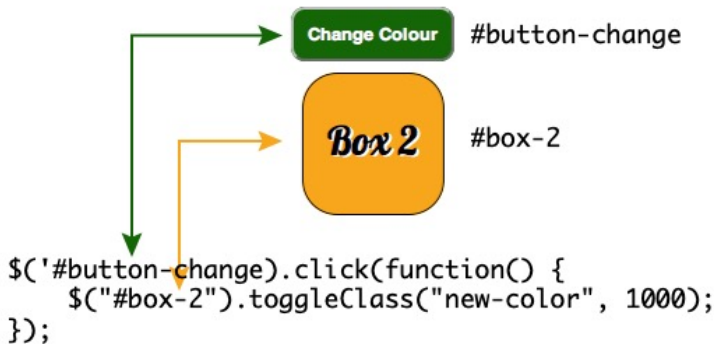 Change Colour #button-change
Box 2 #box-2
$('#button-change).click(function() {
    $("#box-2").toggleClass("new-color", 1000);
});